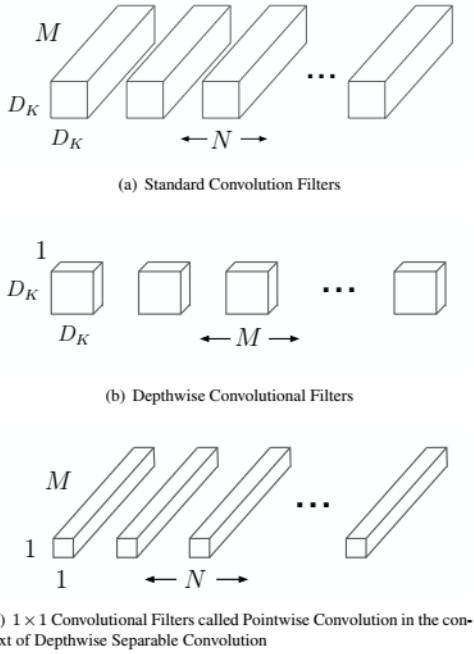 M
D_K
D_K
N
...
(a) Standard Convolution Filters
1
D_K
D_K
M
...
(b) Depthwise Convolutional Filters
M
1
1
N
...
) 1 × 1 Convolutional Filters called Pointwise Convolution in the con-
xt of Depthwise Separable Convolution